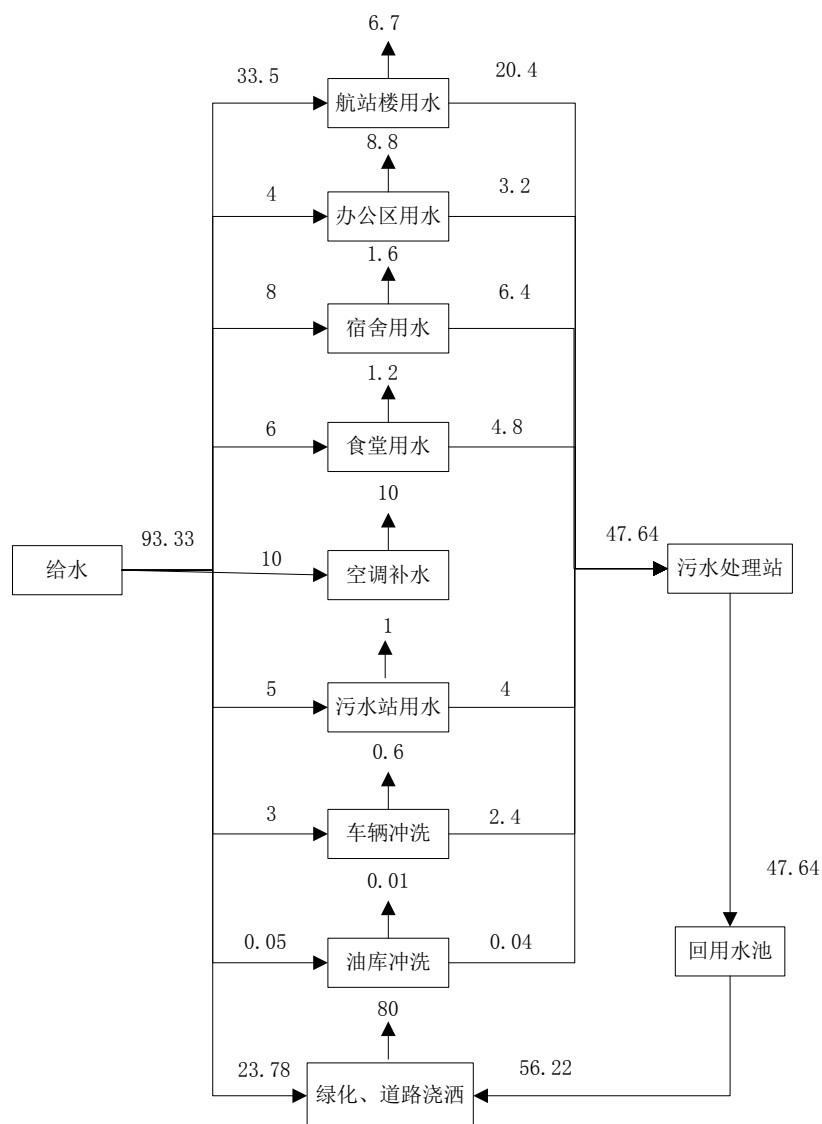 6.7
33.5
航站楼用水
20.4
8.8
4
办公区用水
3.2
1.6
8
宿舍用水
6.4
1.2
6
食堂用水
4.8
10
给水
93.33
10
空调补水
47.64
污水处理站
1
5
污水站用水
4
0.6
3
车辆冲洗
2.4
47.64
0.01
0.05
油库冲洗
0.04
回用水池
80
23.78
绿化、道路浇洒
56.22